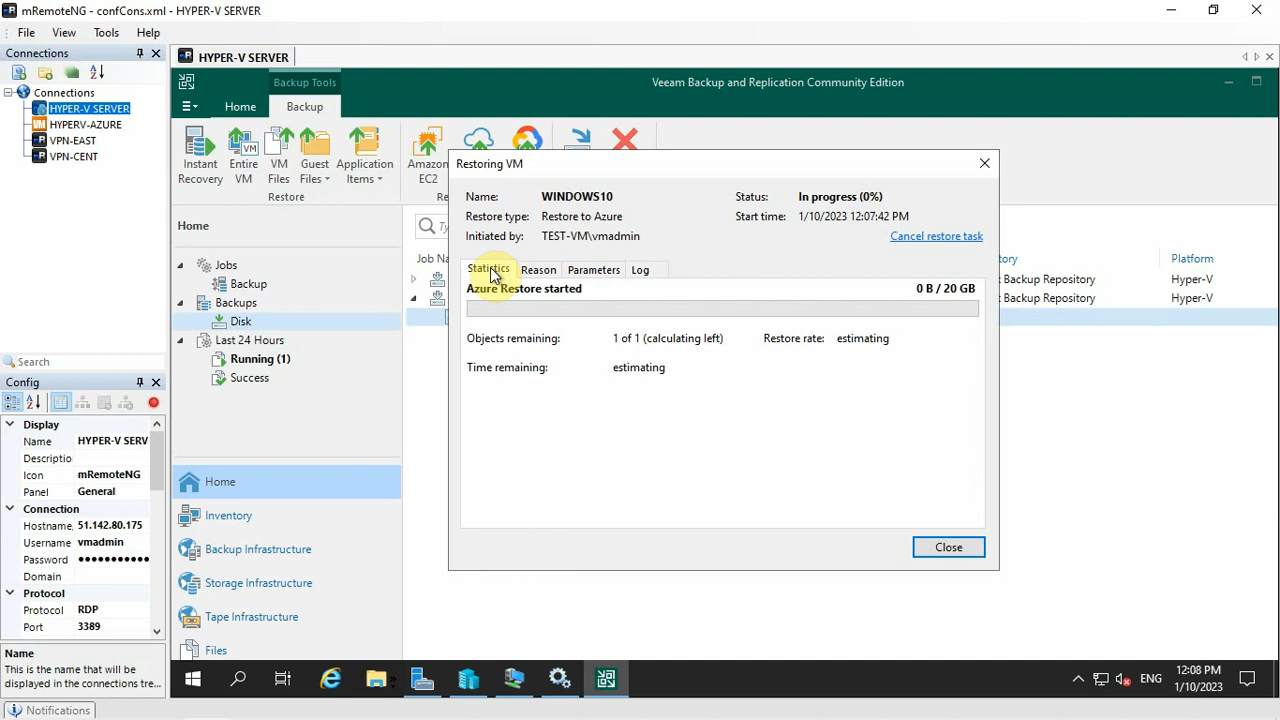 mRemoteNG - confCons.xml - HYPER-V SERVER
File View Tools Help
Connections
Connections
HYPER-V SERVER
HYPERV-AZURE
VPN-EAST
VPN-CENT
Search
Config
Display
Name HYPER-V SERV
Descriptio
Icon mRemoteNG
Panel General
Connection
Hostname, 51.142.80.175
Username vmadmin
Password ●●●●●●●●●●●
Domain
Protocol
Protocol RDP
Port 3389
Name
This is the name that will be
displayed in the connections tre...
Notifications
HYPER-V SERVER
Backup Tools
Veeam Backup and Replication Community Edition
Home Backup
Instant Recovery
Entire VM
VM Files
Guest Files
Application Items
Restore
Amazon EC2
Home
Jobs
Backup
Backups
Disk
Last 24 Hours
Running (1)
Success
Home
Inventory
Backup Infrastructure
Storage Infrastructure
Tape Infrastructure
Files
Job Na
Platform
Backup Repository Hyper-V
Backup Repository Hyper-V
Restoring VM
Name: WINDOWS10 Status: In progress (0%)
Restore type: Restore to Azure Start time: 1/10/2023 12:07:42 PM
Initiated by: TEST-VM\vmadmin Cancel restore task
Statistics Reason Parameters Log
Azure Restore started 0 B / 20 GB
Objects remaining: 1 of 1 (calculating left) Restore rate: estimating
Time remaining: estimating
Close
ENG
12:08 PM
1/10/2023